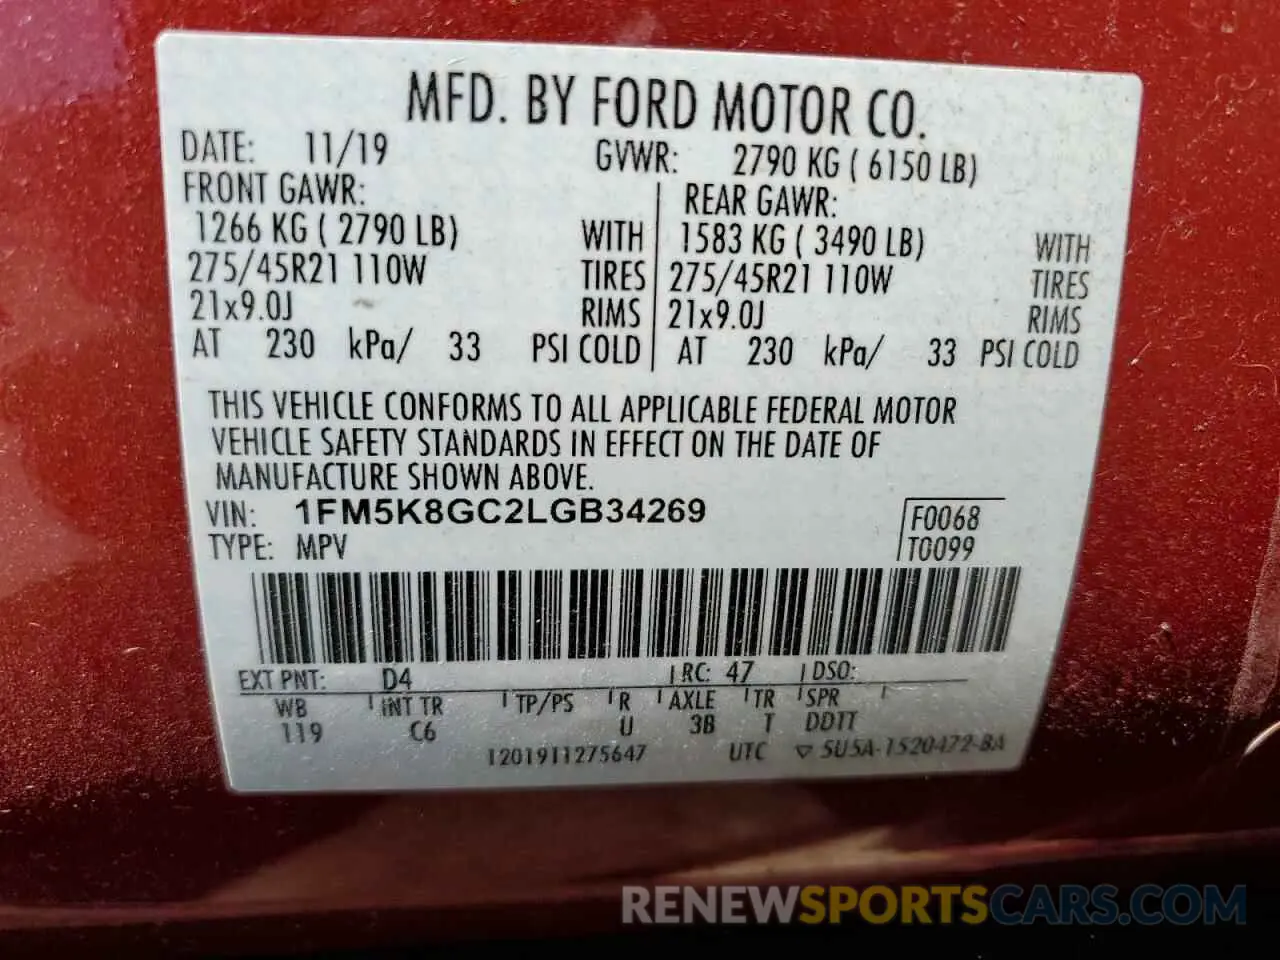 MFD. BY FORD MOTOR CO.
DATE: 11/19 GVWR: 2790 KG ( 6150 LB)
FRONT GAWR: REAR GAWR:
1266 KG ( 2790 LB) WITH 1583 KG ( 3490 LB) WITH
275/45R21 110W TIRES 275/45R21 110W TIRES
21x9.0J RIMS 21x9.0J RIMS
AT 230 kPa/ 33 PSI COLD AT 230 kPa/ 33 PSI COLD
THIS VEHICLE CONFORMS TO ALL APPLICABLE FEDERAL MOTOR
VEHICLE SAFETY STANDARDS IN EFFECT ON THE DATE OF
MANUFACTURE SHOWN ABOVE.
VIN: 1FM5K8GC2LGB34269 F0068
TYPE: MPV T0099
EXT PNT: D4 RC: 47 DSO:
WB INT TR TP/PS R AXLE TR SPR
119 C6 U 3B T DDTT
1201911275647 UTC ▽ 5U5A-1520472-BA
RENEWSPORTSCARS.COM